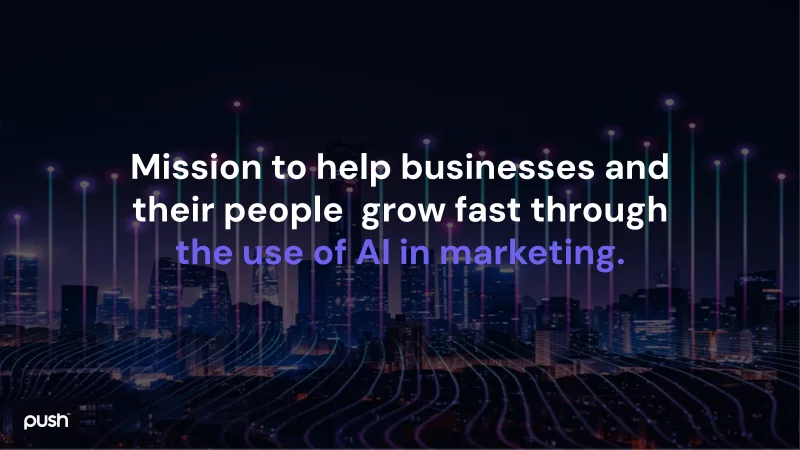 Mission to help businesses and
their people  grow fast through
the use of AI in marketing.
push